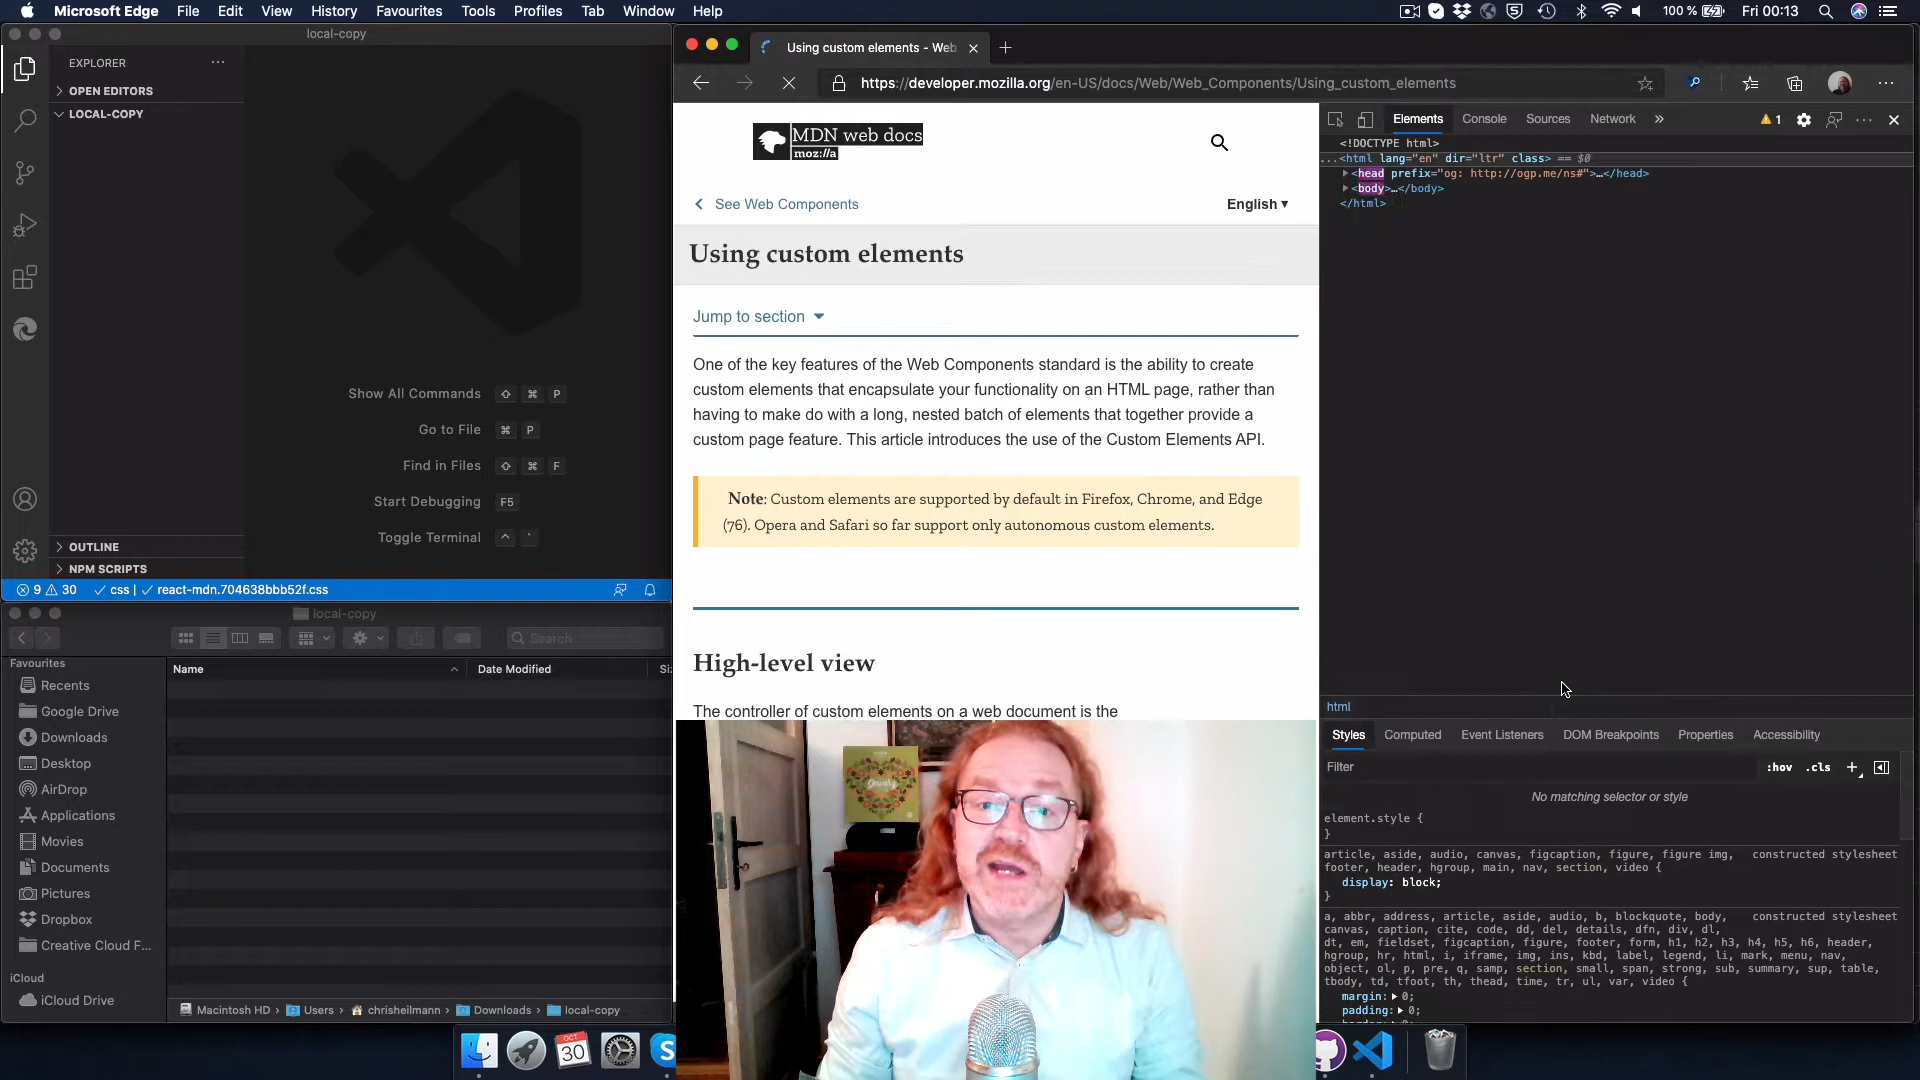 Microsoft Edge File Edit View History Favourites Tools Profiles Tab Window Help
100 % Fri 00:13
local-copy
EXPLORER
OPEN EDITORS
LOCAL-COPY
Show All Commands ⇧ ⌘ P
Go to File ⌘ P
Find in Files ⇧ ⌘ F
Start Debugging F5
Toggle Terminal ^ `
OUTLINE
NPM SCRIPTS
9 30 css | react-mdn.704638bbb52f.css
local-copy
Search
Favourites
Recents
Google Drive
Downloads
Desktop
AirDrop
Applications
Movies
Documents
Pictures
Dropbox
Creative Cloud F...
iCloud
iCloud Drive
Name Date Modified
Macintosh HD Users chrisheilmann Downloads local-copy
Using custom elements - Web
https://developer.mozilla.org/en-US/docs/Web/Web_Components/Using_custom_elements
MDN web docs
moz://a
See Web Components
English ▾
Using custom elements
Jump to section
One of the key features of the Web Components standard is the ability to create
custom elements that encapsulate your functionality on an HTML page, rather than
having to make do with a long, nested batch of elements that together provide a
custom page feature. This article introduces the use of the Custom Elements API.
Note: Custom elements are supported by default in Firefox, Chrome, and Edge
(76). Opera and Safari so far support only autonomous custom elements.
High-level view
The controller of custom elements on a web document is the
Elements Console Sources Network » 1
<!DOCTYPE html>
...<html lang="en" dir="ltr" class> == $0
<head prefix="og: http://ogp.me/ns#">…</head>
<body>…</body>
</html>
html
Styles Computed Event Listeners DOM Breakpoints Properties Accessibility
Filter :hov .cls +
No matching selector or style
element.style {
}
article, aside, audio, canvas, figcaption, figure, figure img, constructed stylesheet
footer, header, hgroup, main, nav, section, video {
display: block;
}
a, abbr, address, article, aside, audio, b, blockquote, body, constructed stylesheet
canvas, caption, cite, code, dd, del, details, dfn, div, dl,
dt, em, fieldset, figcaption, figure, footer, form, h1, h2, h3, h4, h5, h6, header,
hgroup, hr, html, i, iframe, img, ins, kbd, label, legend, li, mark, menu, nav,
object, ol, p, pre, q, samp, section, small, span, strong, sub, summary, sup, table,
tbody, td, tfoot, th, thead, time, tr, ul, var, video {
margin: 0;
padding: 0;
OCT
30